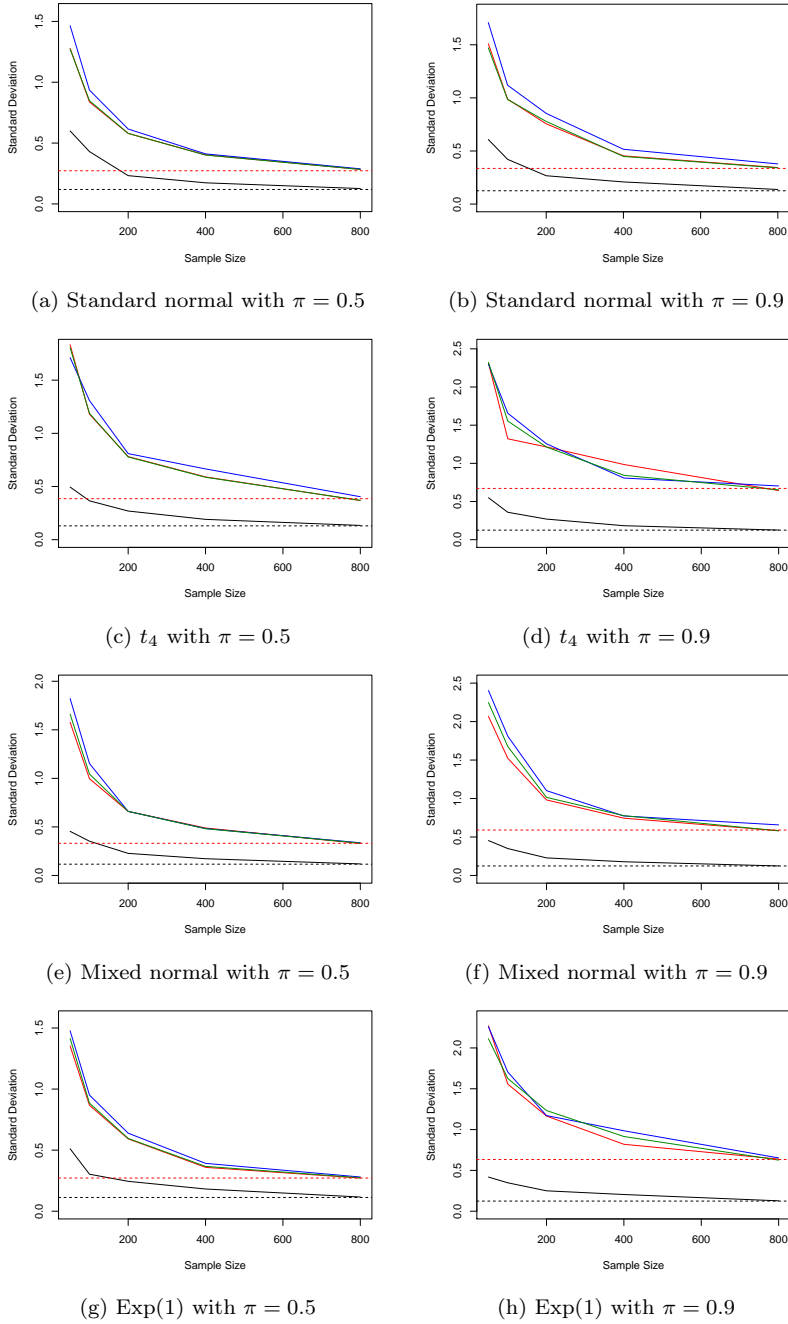 Standard Deviation
0.0 0.5 1.0 1.5
200 400 600 800
Sample Size
(a) Standard normal with π = 0.5
Standard Deviation
0.0 0.5 1.0 1.5
200 400 600 800
Sample Size
(b) Standard normal with π = 0.9
Standard Deviation
0.0 0.5 1.0 1.5
200 400 600 800
Sample Size
(c) t₄ with π = 0.5
Standard Deviation
0.0 0.5 1.0 1.5 2.0 2.5
200 400 600 800
Sample Size
(d) t₄ with π = 0.9
Standard Deviation
0.0 0.5 1.0 1.5 2.0
200 400 600 800
Sample Size
(e) Mixed normal with π = 0.5
Standard Deviation
0.0 0.5 1.0 1.5 2.0 2.5
200 400 600 800
Sample Size
(f) Mixed normal with π = 0.9
Standard Deviation
0.0 0.5 1.0 1.5
200 400 600 800
Sample Size
(g) Exp(1) with π = 0.5
Standard Deviation
0.0 0.5 1.0 1.5 2.0
200 400 600 800
Sample Size
(h) Exp(1) with π = 0.9